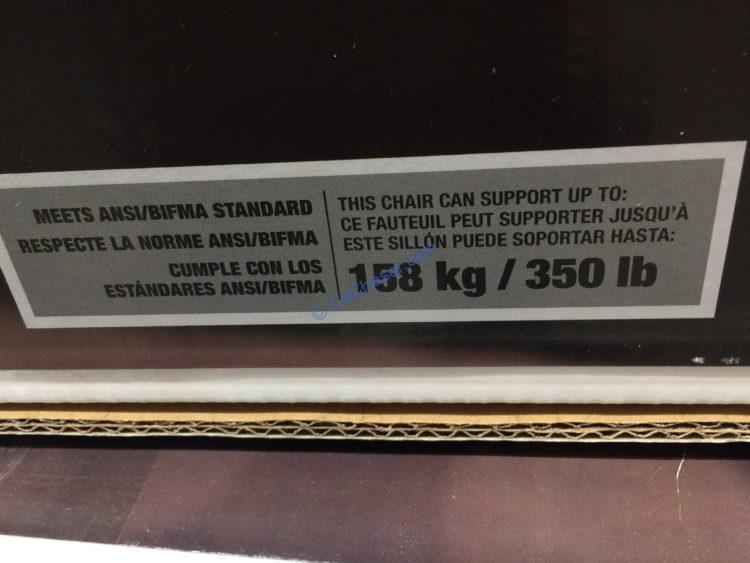 MEETS ANSI/BIFMA STANDARD
RESPECTE LA NORME ANSI/BIFMA
CUMPLE CON LOS
ESTÁNDARES ANSI/BIFMA
THIS CHAIR CAN SUPPORT UP TO:
CE FAUTEUIL PEUT SUPPORTER JUSQU'À
ESTE SILLÓN PUEDE SOPORTAR HASTA:
158 kg / 350 lb